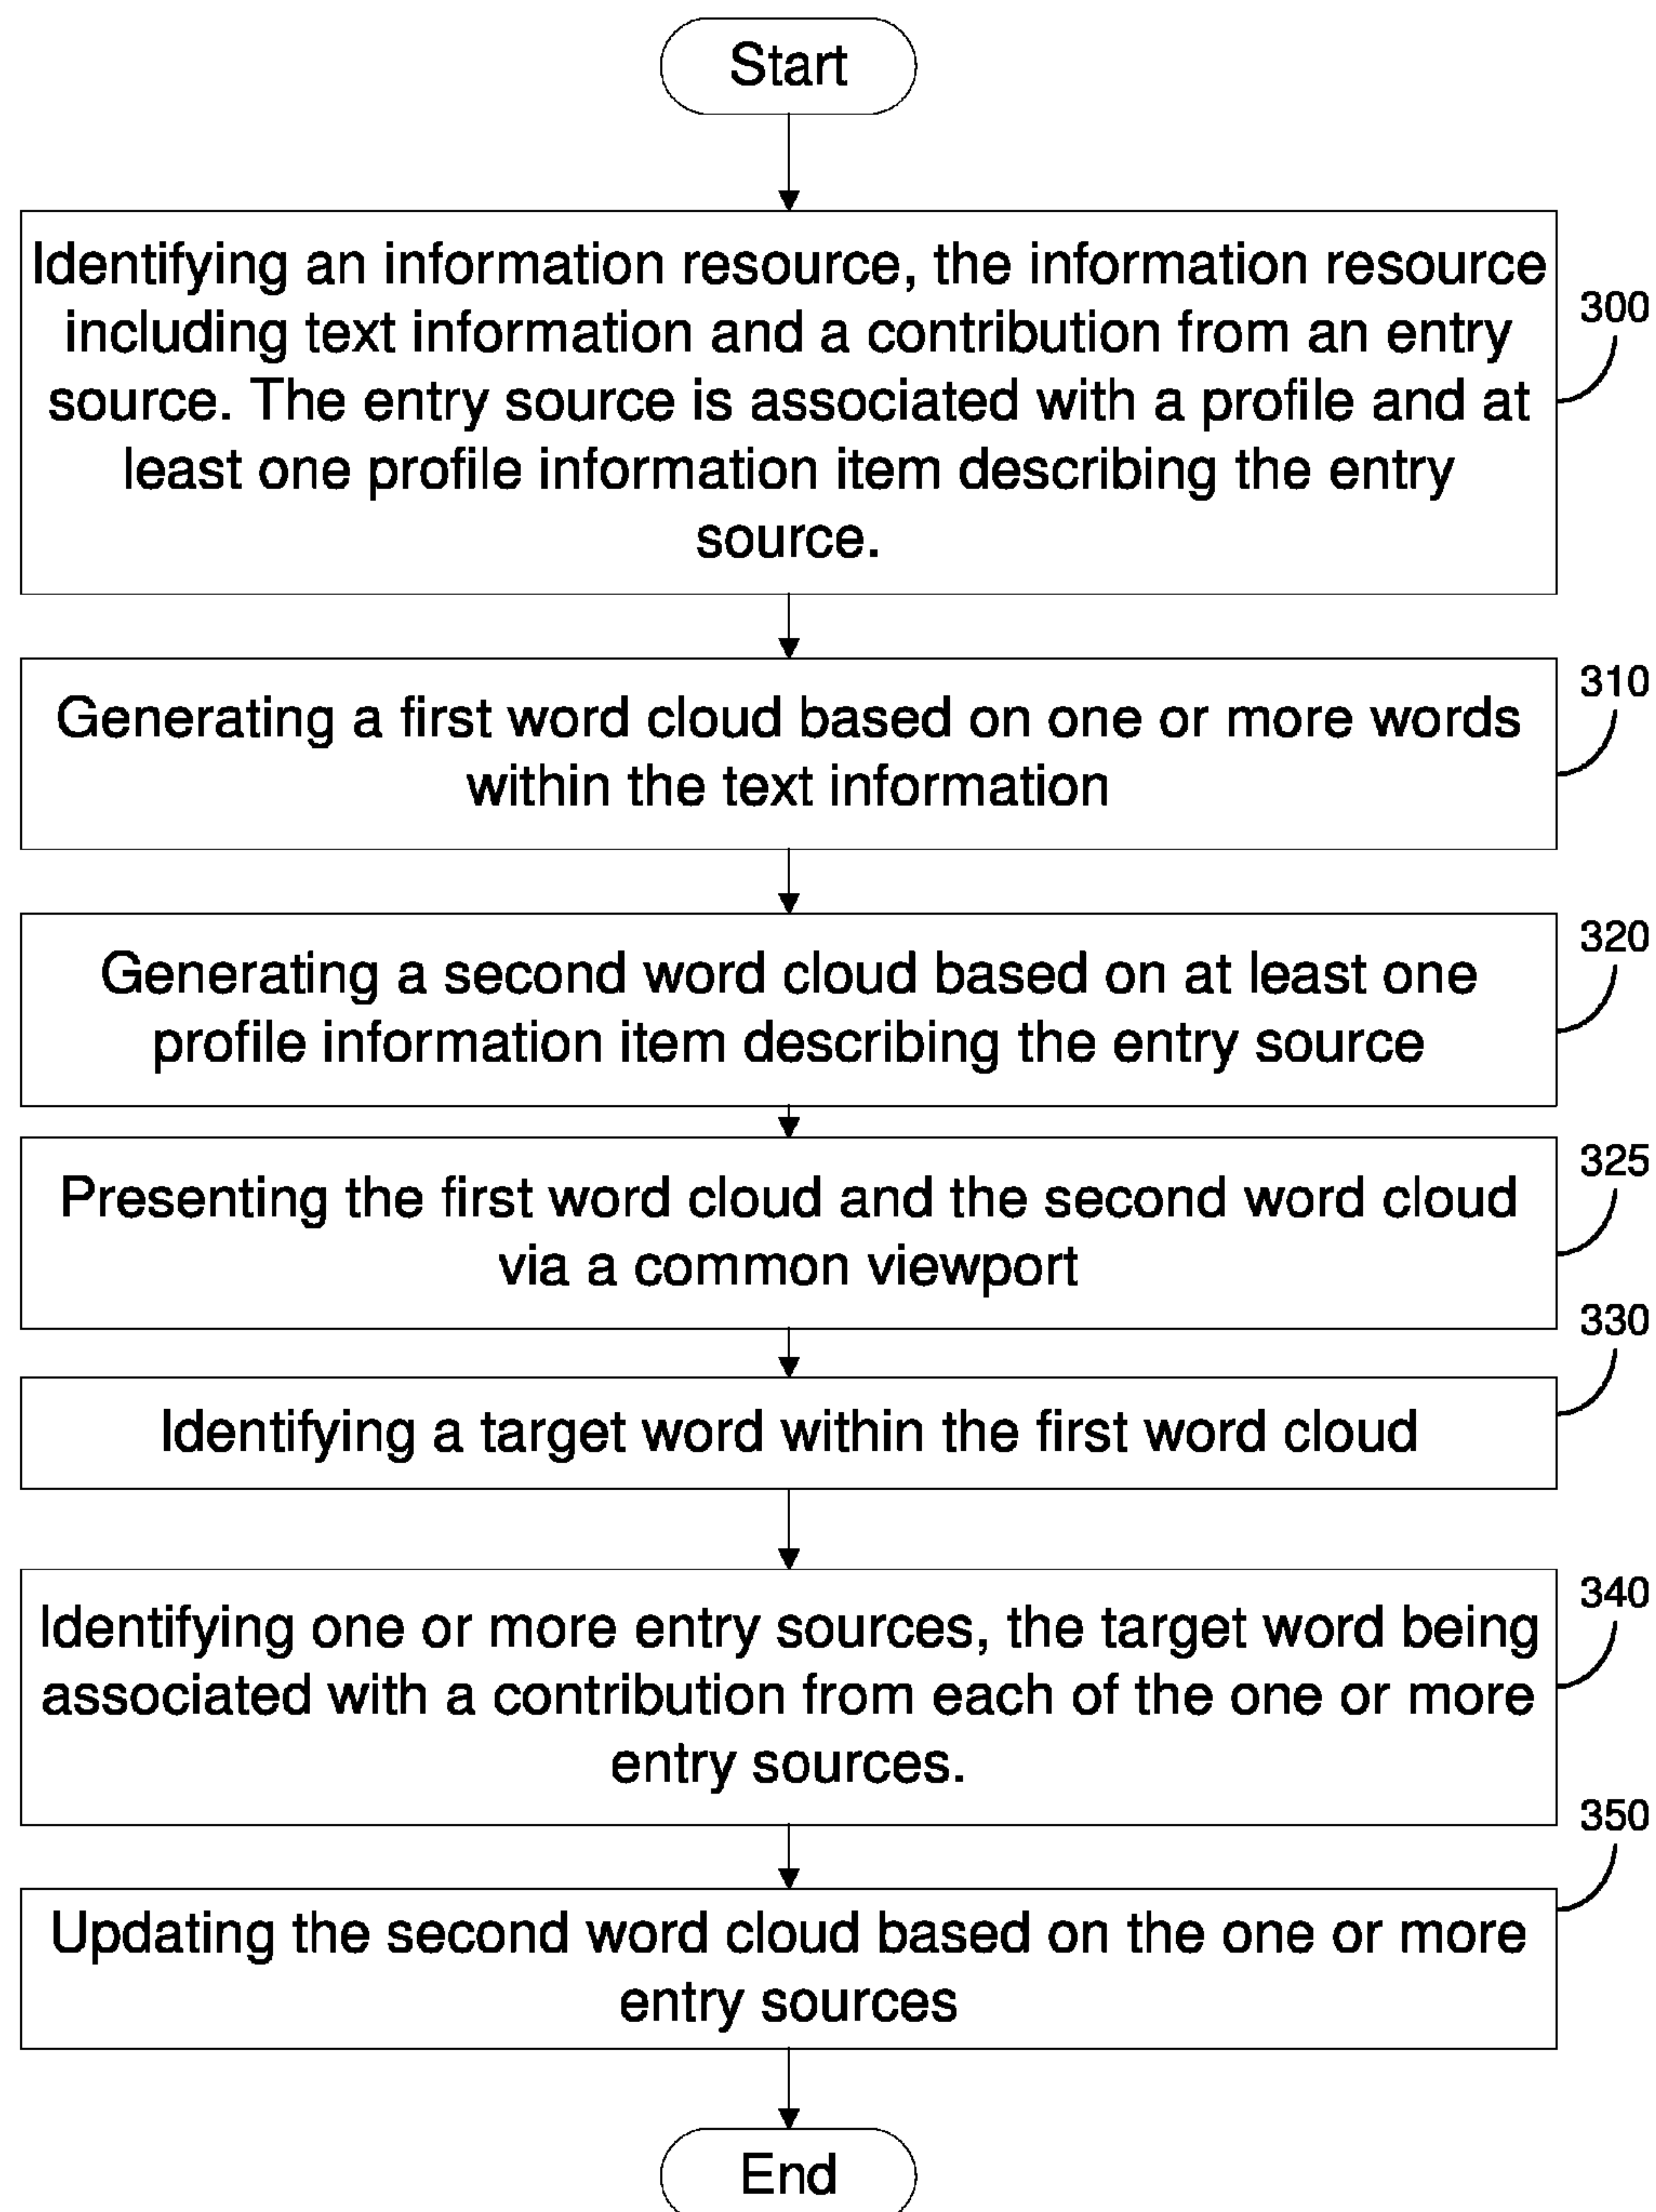 Start
Identifying an information resource, the information resource
including text information and a contribution from an entry
source. The entry source is associated with a profile and at
least one profile information item describing the entry
source.
300
Generating a first word cloud based on one or more words
within the text information
310
Generating a second word cloud based on at least one
profile information item describing the entry source
320
Presenting the first word cloud and the second word cloud
via a common viewport
325
Identifying a target word within the first word cloud
330
Identifying one or more entry sources, the target word being
associated with a contribution from each of the one or more
entry sources.
340
Updating the second word cloud based on the one or more
entry sources
350
End